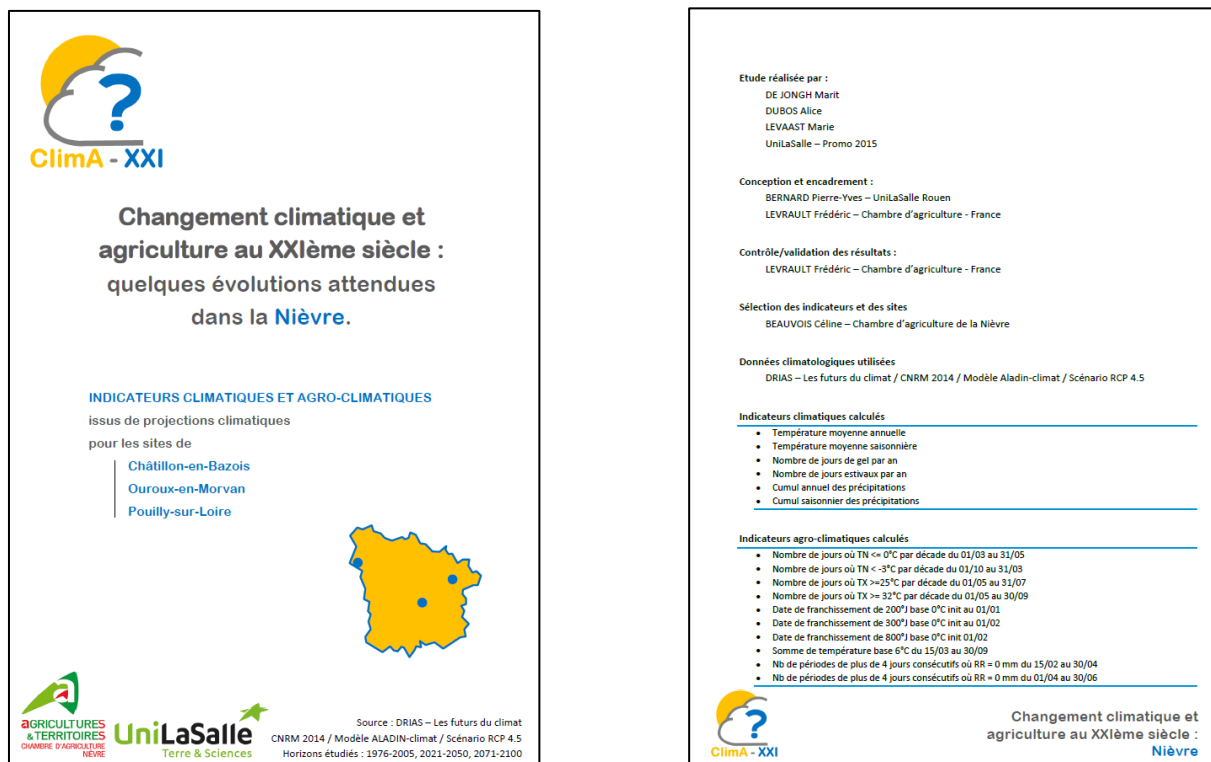 ?
ClimA - XXI
Changement climatique et
agriculture au XXIème siècle :
quelques évolutions attendues
dans la Nièvre.
INDICATEURS CLIMATIQUES ET AGRO-CLIMATIQUES
issus de projections climatiques
pour les sites de
Châtillon-en-Bazois
Ouroux-en-Morvan
Pouilly-sur-Loire
AGRICULTURES
& TERRITOIRES
CHAMBRE D'AGRICULTURE
NIÈVRE
UniLaSalle
Terre & Sciences
Source : DRIAS – Les futurs du climat
CNRM 2014 / Modèle ALADIN-climat / Scénario RCP 4.5
Horizons étudiés : 1976-2005, 2021-2050, 2071-2100
Etude réalisée par :
DE JONGH Marit
DUBOS Alice
LEVAAST Marie
UniLaSalle – Promo 2015
Conception et encadrement :
BERNARD Pierre-Yves – UniLaSalle Rouen
LEVRAULT Frédéric – Chambre d'agriculture - France
Contrôle/validation des résultats :
LEVRAULT Frédéric – Chambre d'agriculture - France
Sélection des indicateurs et des sites
BEAUVOIS Céline – Chambre d'agriculture de la Nièvre
Données climatologiques utilisées
DRIAS – Les futurs du climat / CNRM 2014 / Modèle Aladin-climat / Scénario RCP 4.5
Indicateurs climatiques calculés
• Température moyenne annuelle
• Température moyenne saisonnière
• Nombre de jours de gel par an
• Nombre de jours estivaux par an
• Cumul annuel des précipitations
• Cumul saisonnier des précipitations
Indicateurs agro-climatiques calculés
• Nombre de jours où TN <= 0°C par décade du 01/03 au 31/05
• Nombre de jours où TN < -3°C par décade du 01/10 au 31/03
• Nombre de jours où TX >=25°C par décade du 01/05 au 31/07
• Nombre de jours où TX >= 32°C par décade du 01/05 au 30/09
• Date de franchissement de 200°J base 0°C init au 01/01
• Date de franchissement de 300°J base 0°C init au 01/02
• Date de franchissement de 800°J base 0°C init 01/02
• Somme de température base 6°C du 15/03 au 30/09
• Nb de périodes de plus de 4 jours consécutifs où RR = 0 mm du 15/02 au 30/04
• Nb de périodes de plus de 4 jours consécutifs où RR = 0 mm du 01/04 au 30/06
?
ClimA - XXI
Changement climatique et
agriculture au XXIème siècle :
Nièvre